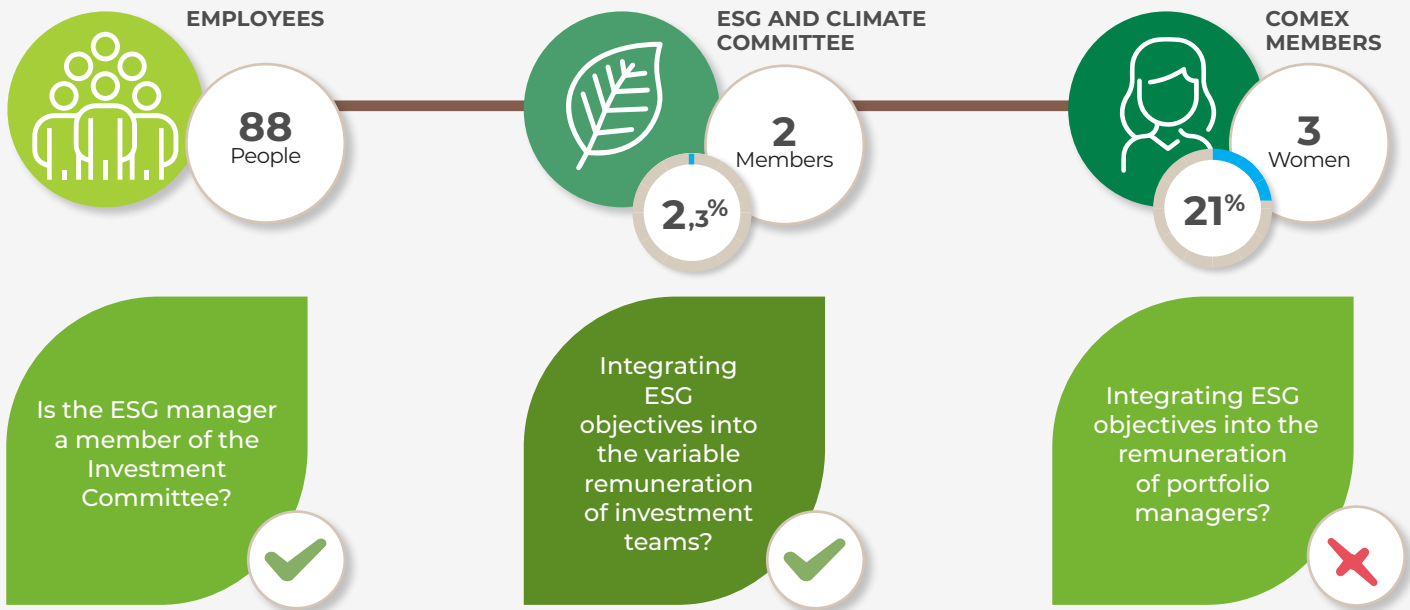 EMPLOYEES
88
People
ESG AND CLIMATE
COMMITTEE
2
Members
2,3%
COMEX
MEMBERS
3
Women
21%
Is the ESG manager
a member of the
Investment
Committee?
Integrating
ESG
objectives into
the variable
remuneration
of investment
teams?
Integrating ESG
objectives into the
remuneration
of portfolio
managers?